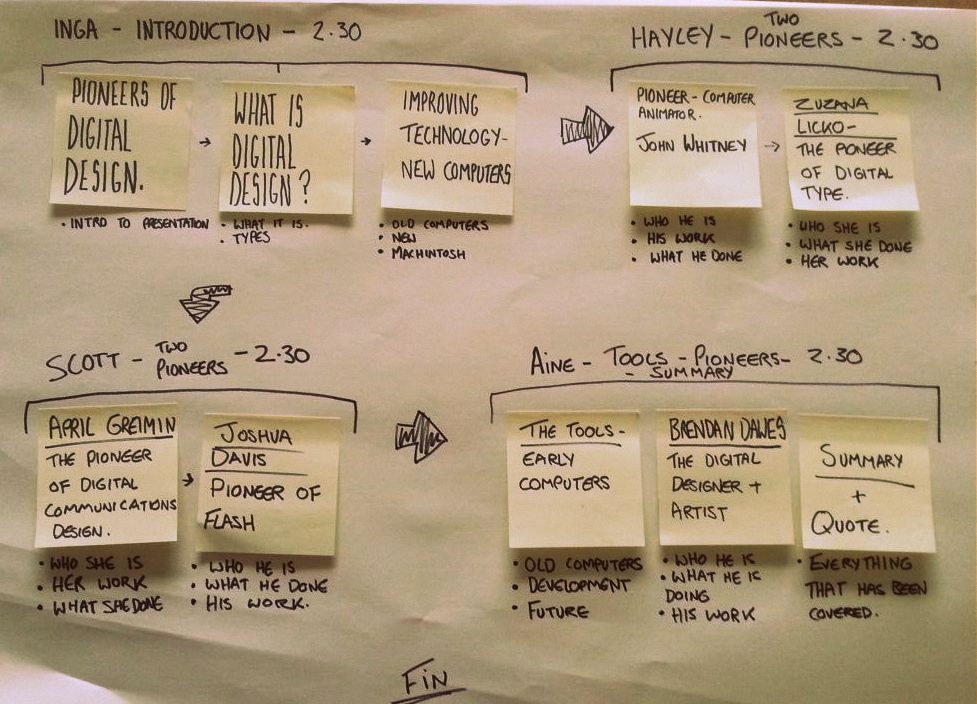 INGA - INTRODUCTION - 2.30
PIONEERS OF
DIGITAL
DESIGN.
• INTRO TO PRESENTATION
WHAT IS
DIGITAL
DESIGN?
• WHAT IT IS.
• TYPES
IMPROVING
TECHNOLOGY-
NEW COMPUTERS
• OLD COMPUTERS
• NEW
• MACHINTOSH
HAYLEY - TWO PIONEERS - 2.30
PIONEER - COMPUTER
ANIMATOR.
JOHN WHITNEY
• WHO HE IS
• HIS WORK
• WHAT HE DONE
ZUZANA
LICKO-
THE PONEER
OF DIGITAL
TYPE.
• WHO SHE IS
• WHAT SHE DONE
• HER WORK
SCOTT - TWO PIONEERS - 2.30
APRIL GREIMIN
THE PIONEER
OF DIGITAL
COMMUNICATIONS
DESIGN.
• WHO SHE IS
• HER WORK
• WHAT SHE DONE
JOSHUA
DAVIS
PIONEER OF
FLASH
• WHO HE IS
• WHAT HE DONE
• HIS WORK.
AINE - TOOLS - PIONEERS- 2.30
- SUMMARY
THE TOOLS -
EARLY
COMPUTERS
• OLD COMPUTERS
• DEVELOPMENT
• FUTURE
BRENDAN DAWES
THE DIGITAL
DESIGNER +
ARTIST
• WHO HE IS
• WHAT HE IS
DOING
• HIS WORK
SUMMARY
+
QUOTE.
• EVERYTHING
THAT HAS BEEN
COVERED.
FIN